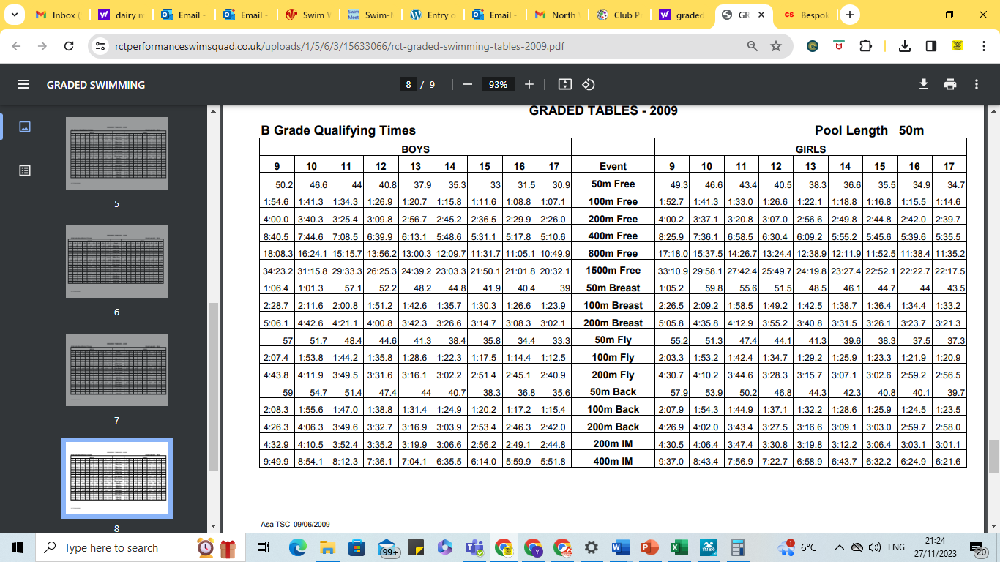 Inbox (
dairy m
Email -
Email -
Swim V
Swim-M
Entry c
Email -
North
Club P
graded
GR
Bespok
rctperformanceswimsquad.co.uk/uploads/1/5/6/3/15633066/rct-graded-swimming-tables-2009.pdf
GRADED SWIMMING
8 / 9
93%
5
6
7
8
GRADED TABLES - 2009
B Grade Qualifying Times Pool Length 50m
BOYS GIRLS
9 10 11 12 13 14 15 16 17 Event 9 10 11 12 13 14 15 16 17
50.2 46.6 44 40.8 37.9 35.3 33 31.5 30.9 50m Free 49.3 46.6 43.4 40.5 38.3 36.6 35.5 34.9 34.7
1:54.6 1:41.3 1:34.3 1:26.9 1:20.7 1:15.8 1:11.6 1:08.8 1:07.1 100m Free 1:52.7 1:41.3 1:33.0 1:26.6 1:22.1 1:18.8 1:16.8 1:15.5 1:14.6
4:00.0 3:40.3 3:25.4 3:09.8 2:56.7 2:45.2 2:36.5 2:29.9 2:26.0 200m Free 4:00.2 3:37.1 3:20.8 3:07.0 2:56.6 2:49.8 2:44.8 2:42.0 2:39.7
8:40.5 7:44.6 7:08.5 6:39.9 6:13.1 5:48.6 5:31.1 5:17.8 5:10.6 400m Free 8:25.9 7:36.1 6:58.5 6:30.4 6:09.2 5:55.2 5:45.6 5:39.6 5:35.5
18:08.3 16:24.1 15:15.7 13:56.2 13:00.3 12:09.7 11:31.7 11:05.1 10:49.9 800m Free 17:18.0 15:37.5 14:26.7 13:24.4 12:38.9 12:11.9 11:52.5 11:38.4 11:35.2
34:23.2 31:15.8 29:33.3 26:25.3 24:39.2 23:03.3 21:50.1 21:01.8 20:32.1 1500m Free 33:10.9 29:58.1 27:42.4 25:49.7 24:19.8 23:27.4 22:52.1 22:22.7 22:17.5
1:06.4 1:01.3 57.1 52.2 48.2 44.8 41.9 40.4 39 50m Breast 1:05.2 59.8 55.6 51.5 48.5 46.1 44.7 44 43.5
2:28.7 2:11.6 2:00.8 1:51.2 1:42.6 1:35.7 1:30.3 1:26.6 1:23.9 100m Breast 2:26.5 2:09.2 1:58.5 1:49.2 1:42.5 1:38.7 1:36.4 1:34.4 1:33.2
5:06.1 4:42.6 4:21.1 4:00.8 3:42.3 3:26.6 3:14.7 3:08.3 3:02.1 200m Breast 5:05.8 4:35.8 4:12.9 3:55.2 3:40.8 3:31.5 3:26.1 3:23.7 3:21.3
57 51.7 48.4 44.6 41.3 38.4 35.8 34.4 33.3 50m Fly 55.2 51.3 47.4 44.1 41.3 39.6 38.3 37.5 37.3
2:07.4 1:53.8 1:44.2 1:35.8 1:28.6 1:22.3 1:17.5 1:14.4 1:12.5 100m Fly 2:03.3 1:53.2 1:42.4 1:34.7 1:29.2 1:25.9 1:23.3 1:21.9 1:20.9
4:43.8 4:11.9 3:49.5 3:31.6 3:16.1 3:02.2 2:51.4 2:45.1 2:40.9 200m Fly 4:30.7 4:10.2 3:44.6 3:28.3 3:15.7 3:07.1 3:02.6 2:59.2 2:56.5
59 54.7 51.4 47.4 44 40.7 38.3 36.8 35.6 50m Back 57.9 53.9 50.2 46.8 44.3 42.3 40.8 40.1 39.7
2:08.3 1:55.6 1:47.0 1:38.8 1:31.4 1:24.9 1:20.2 1:17.2 1:15.4 100m Back 2:07.9 1:54.3 1:44.9 1:37.1 1:32.2 1:28.6 1:25.9 1:24.5 1:23.5
4:26.3 4:06.3 3:49.6 3:32.7 3:16.9 3:03.9 2:53.4 2:46.3 2:42.0 200m Back 4:26.9 4:02.0 3:43.4 3:27.5 3:16.6 3:09.1 3:03.0 2:59.7 2:58.0
4:32.9 4:10.5 3:52.4 3:35.2 3:19.9 3:06.6 2:56.2 2:49.1 2:44.8 200m IM 4:30.5 4:06.4 3:47.4 3:30.8 3:19.8 3:12.2 3:06.4 3:03.1 3:01.1
9:49.9 8:54.1 8:12.3 7:36.1 7:04.1 6:35.5 6:14.0 5:59.9 5:51.8 400m IM 9:37.0 8:43.4 7:56.9 7:22.7 6:58.9 6:43.7 6:32.2 6:24.9 6:21.6
Asa TSC 09/06/2009
Type here to search
99+
6°C
ENG
21:24
27/11/2023
20